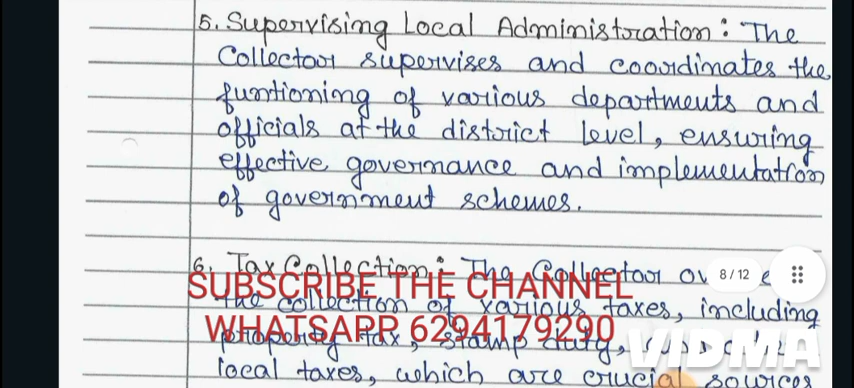 5. Supervising Local Administration : The
Collector supervises and coordinates the
funtioning of various departments and
officials at the district level, ensuring
effective governance and implementation
of government schemes.
6. Tax Collection : The Collector
8 / 12
SUBSCRIBE THE CHANNEL
the collection of various taxes, including
WHATSAPP 6294179290
property tax, stamp duty,
VIDMA
local taxes, which are crucial sources